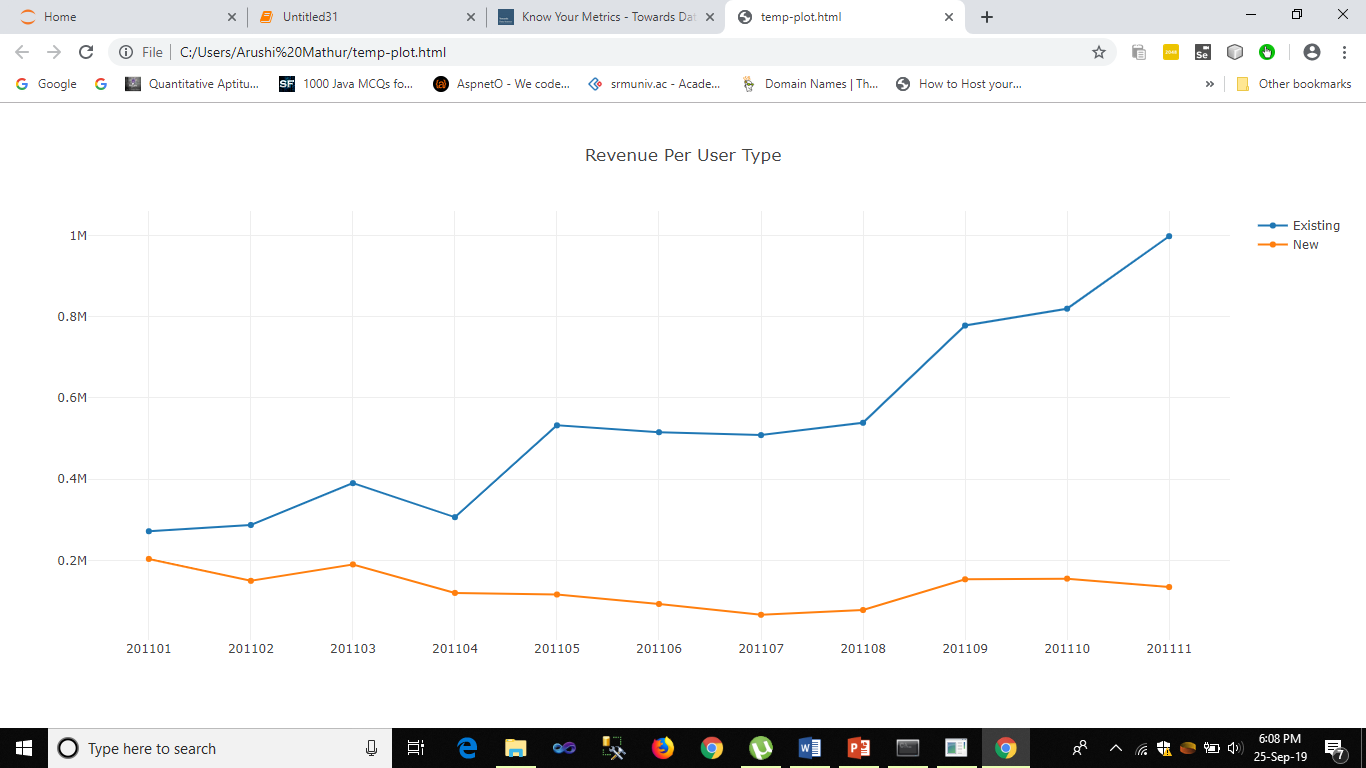 Home
Untitled31
Know Your Metrics - Towards Dat
temp-plot.html
File
C:/Users/Arushi%20Mathur/temp-plot.html
Google
Quantitative Aptitu...
SF
1000 Java MCQs fo...
AspnetO - We code...
srmuniv.ac - Acade...
Domain Names | Th...
How to Host your...
»
Other bookmarks
Revenue Per User Type
Existing
New
1M
0.8M
0.6M
0.4M
0.2M
201101 201102 201103 201104 201105 201106 201107 201108 201109 201110 201111
Type here to search
6:08 PM
25-Sep-19
7